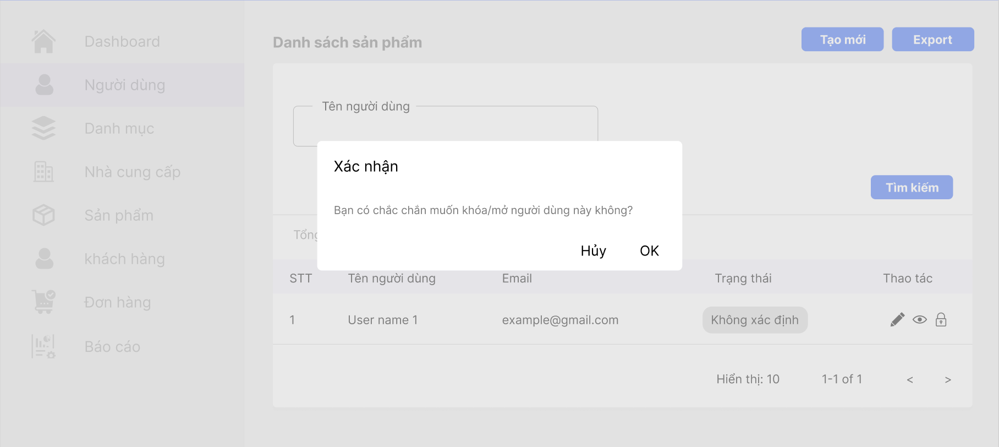 Dashboard
Người dùng
Danh mục
Nhà cung cấp
Sản phẩm
khách hàng
Đơn hàng
Báo cáo
Danh sách sản phẩm
Tạo mới
Export
Tên người dùng
Xác nhận
Bạn có chắc chắn muốn khóa/mở người dùng này không?
Hủy OK
Tìm kiếm
Tổng
STT Tên người dùng Email Trạng thái Thao tác
1 User name 1 example@gmail.com Không xác định
Hiển thị: 10 1-1 of 1 < >